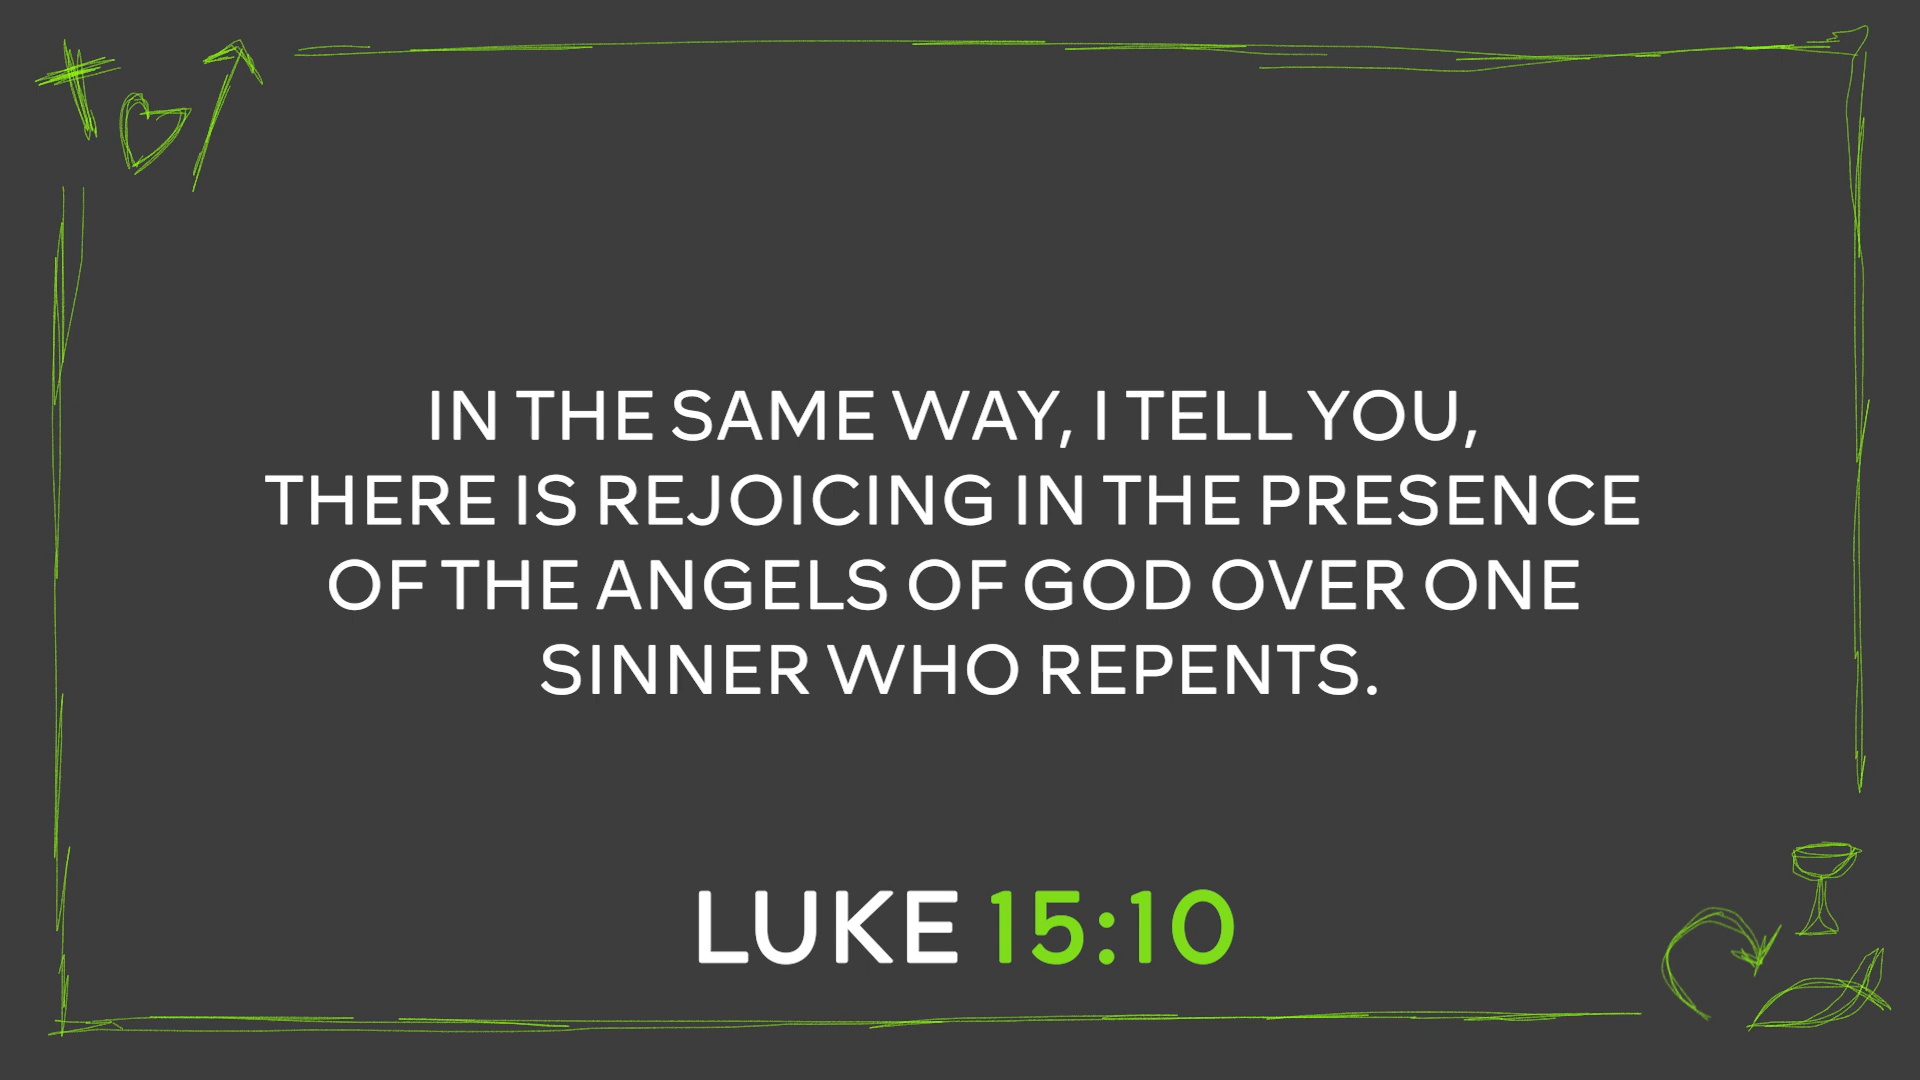 IN THE SAME WAY, I TELL YOU,
THERE IS REJOICING IN THE PRESENCE
OF THE ANGELS OF GOD OVER ONE
SINNER WHO REPENTS.
LUKE 15:10